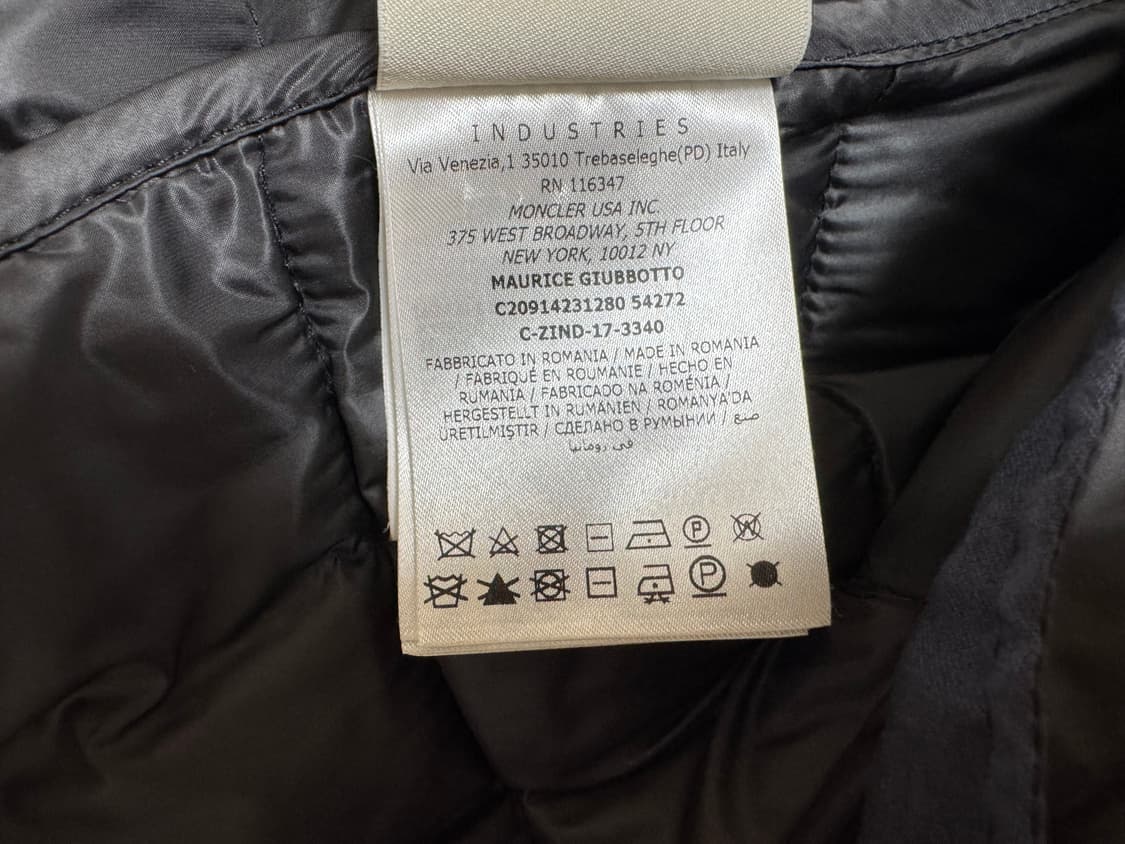 INDUSTRIES
Via Venezia,1 35010 Trebaseleghe(PD) Italy
RN 116347
MONCLER USA INC.
375 WEST BROADWAY, 5TH FLOOR
NEW YORK, 10012 NY
MAURICE GIUBBOTTO
C20914231280 54272
C-ZIND-17-3340
FABBRICATO IN ROMANIA / MADE IN ROMANIA
/ FABRIQUÉ EN ROUMANIE / HECHO EN
RUMANIA / FABRICADO NA ROMÉNIA /
HERGESTELLT IN RUMÄNIEN / ROMANYA'DA
ÜRETILMIŞTIR / СДЕЛАНО В РУМЫНИИ / صنع
في رومانيا
P W
P